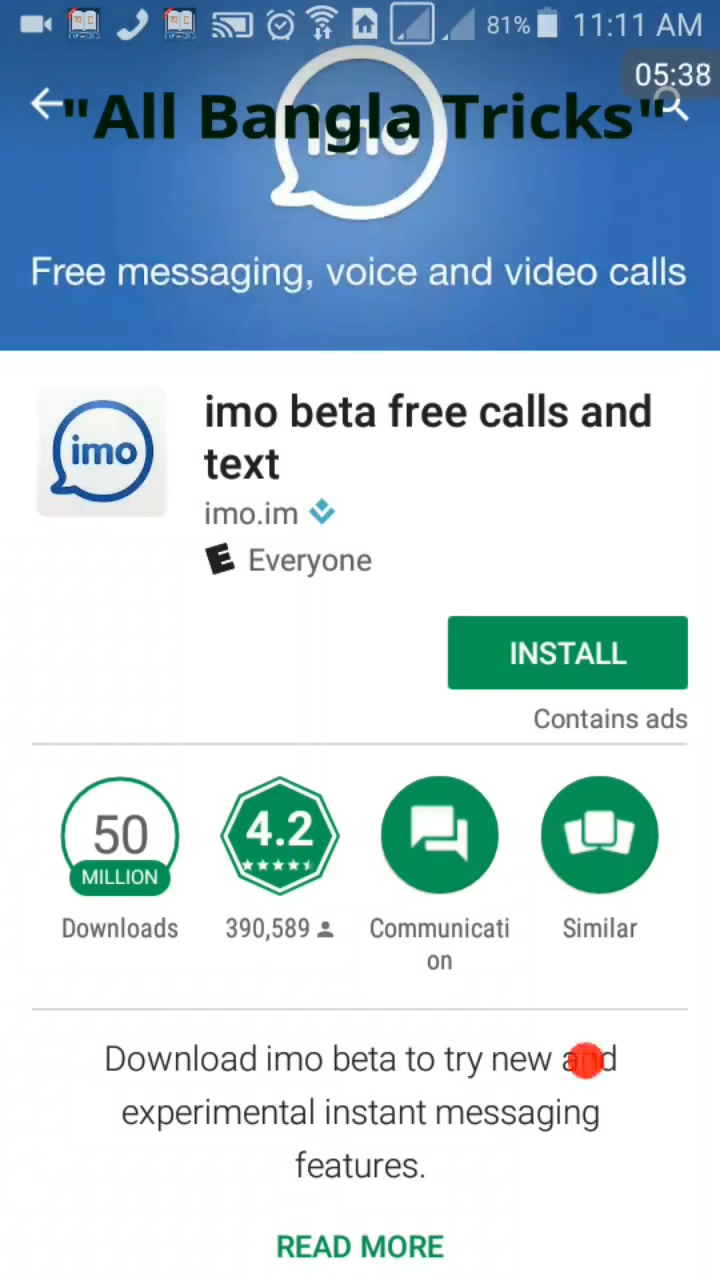 81% 11:11 AM
05:38
"All Bangla Tricks"
imo
Free messaging, voice and video calls
imo
imo beta free calls and
text
imo.im
E Everyone
INSTALL
Contains ads
50
MILLION
Downloads
4.2
390,589
Communicati
on
Similar
Download imo beta to try new and
experimental instant messaging
features.
READ MORE